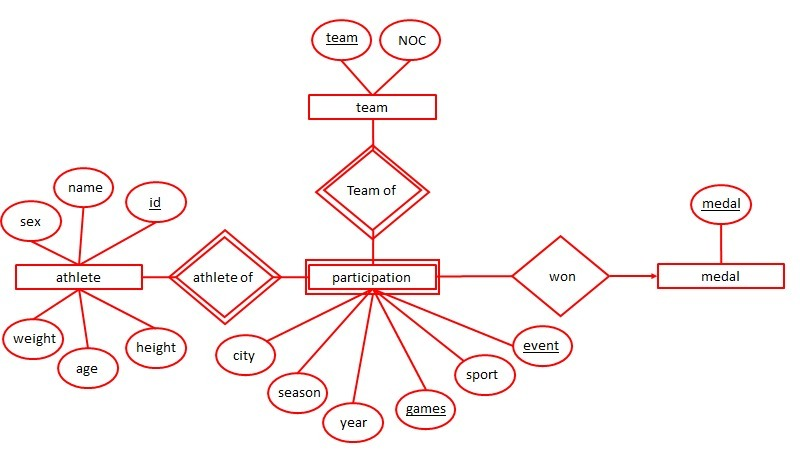 team
NOC
team
Team of
name
id
sex
medal
athlete
athlete of
participation
won
medal
weight
age
height
city
season
year
games
sport
event